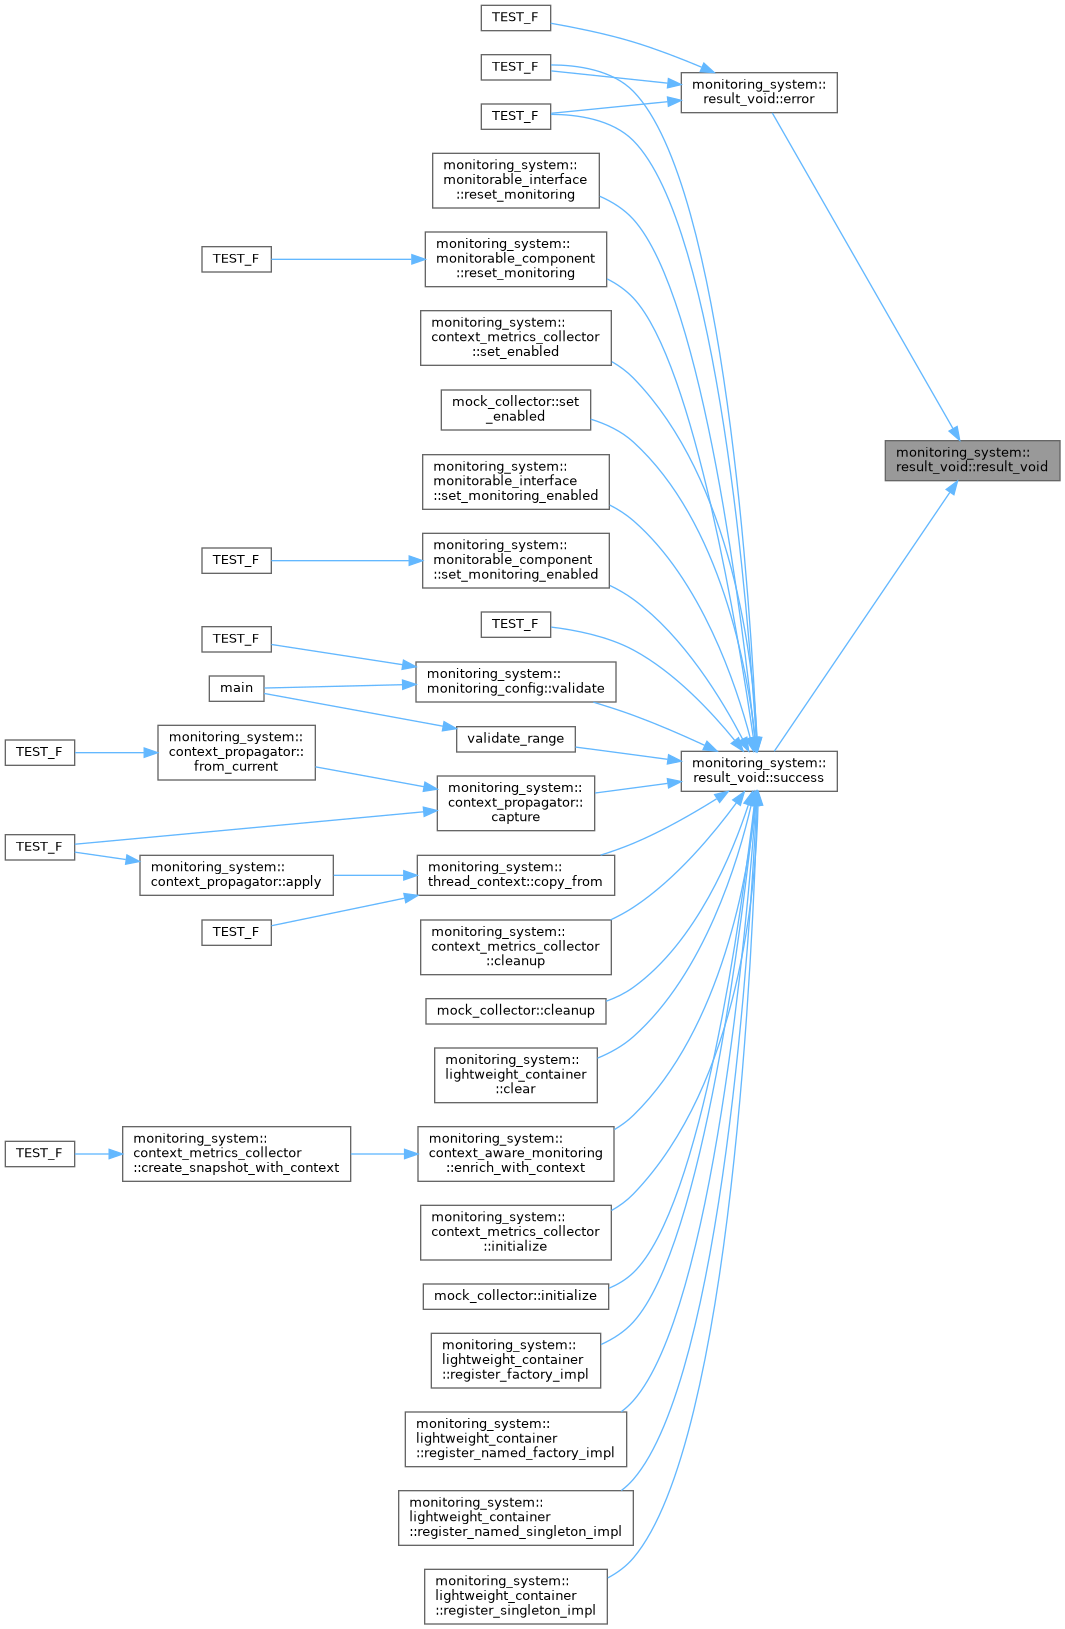 TEST_F
TEST_F
monitoring_system::
result_void::error
TEST_F
monitoring_system::
monitorable_interface
::reset_monitoring
TEST_F
monitoring_system::
monitorable_component
::reset_monitoring
monitoring_system::
context_metrics_collector
::set_enabled
mock_collector::set
_enabled
monitoring_system::
result_void::result_void
monitoring_system::
monitorable_interface
::set_monitoring_enabled
TEST_F
monitoring_system::
monitorable_component
::set_monitoring_enabled
TEST_F
TEST_F
monitoring_system::
monitoring_config::validate
main
validate_range
TEST_F
monitoring_system::
context_propagator::
from_current
monitoring_system::
result_void::success
monitoring_system::
context_propagator::
capture
TEST_F
monitoring_system::
context_propagator::apply
monitoring_system::
thread_context::copy_from
TEST_F
monitoring_system::
context_metrics_collector
::cleanup
mock_collector::cleanup
monitoring_system::
lightweight_container
::clear
TEST_F
monitoring_system::
context_metrics_collector
::create_snapshot_with_context
monitoring_system::
context_aware_monitoring
::enrich_with_context
monitoring_system::
context_metrics_collector
::initialize
mock_collector::initialize
monitoring_system::
lightweight_container
::register_factory_impl
monitoring_system::
lightweight_container
::register_named_factory_impl
monitoring_system::
lightweight_container
::register_named_singleton_impl
monitoring_system::
lightweight_container
::register_singleton_impl